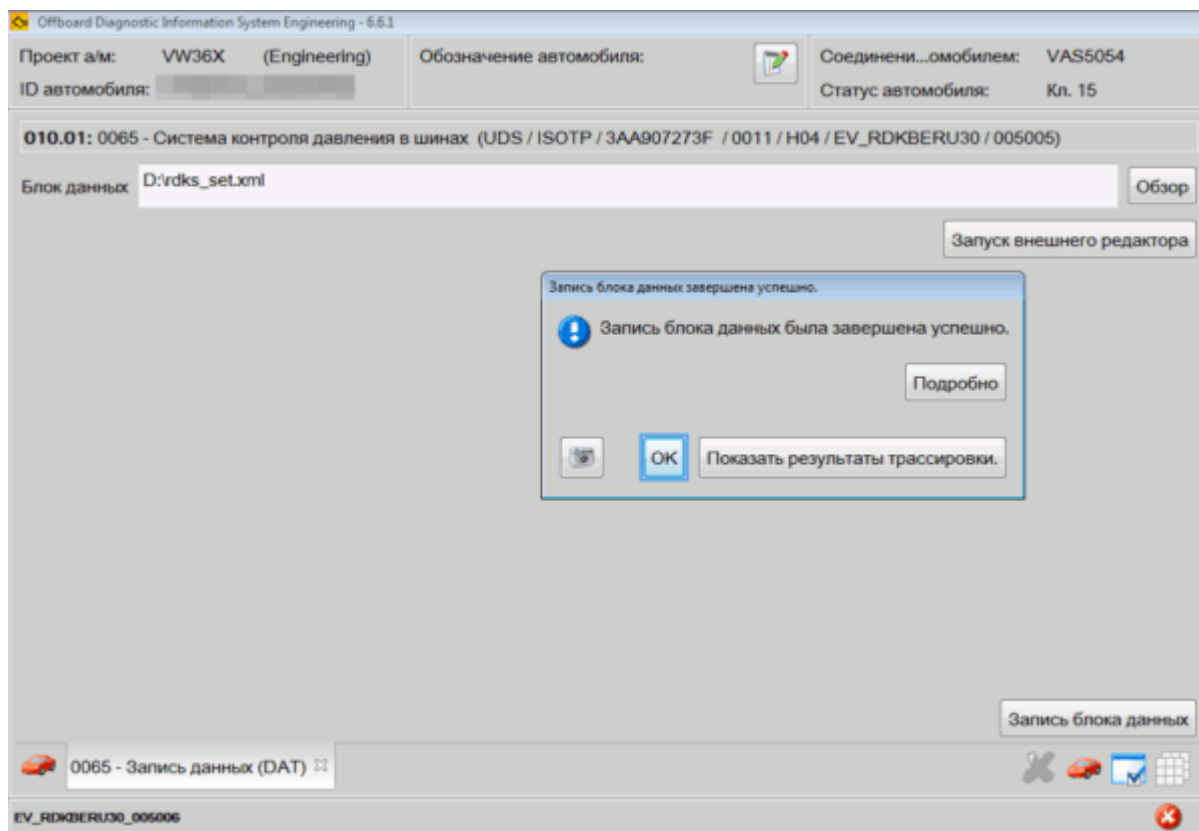 Offboard Diagnostic Information System Engineering - 6.6.1
Проект а/м: VW36X (Engineering) Обозначение автомобиля: Соединени...омобилем: VAS5054
ID автомобиля: Статус автомобиля: Кл. 15
010.01: 0065 - Система контроля давления в шинах (UDS / ISOTP / 3AA907273F / 0011 / H04 / EV_RDKBERU30 / 005005)
Блок данных D:\rdks_set.xml Обзор
Запуск внешнего редактора
Запись блока данных завершена успешно.
Запись блока данных была завершена успешно.
Подробно
OK Показать результаты трассировки.
Запись блока данных
0065 - Запись данных (DAT)
EV_RDKBERU30_005006